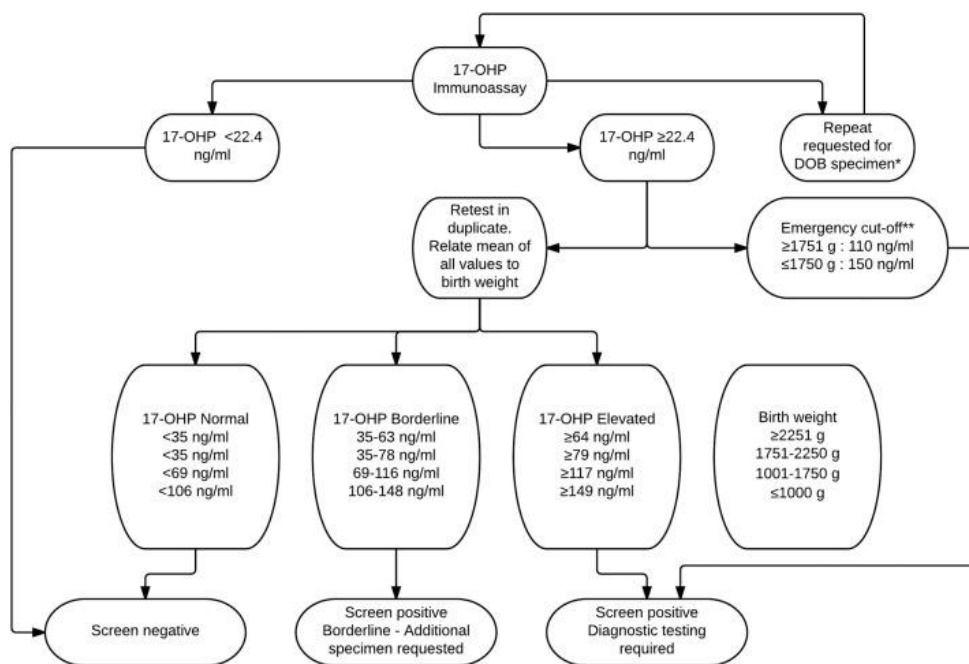 17-OHP
Immunoassay
17-OHP <22.4
ng/ml
17-OHP ≥22.4
ng/ml
Repeat
requested for
DOB specimen*
Retest in
duplicate.
Relate mean of
all values to
birth weight
Emergency cut-off**
≥1751 g : 110 ng/ml
≤1750 g : 150 ng/ml
17-OHP Normal
<35 ng/ml
<35 ng/ml
<69 ng/ml
<106 ng/ml
17-OHP Borderline
35-63 ng/ml
35-78 ng/ml
69-116 ng/ml
106-148 ng/ml
17-OHP Elevated
≥64 ng/ml
≥79 ng/ml
≥117 ng/ml
≥149 ng/ml
Birth weight
≥2251 g
1751-2250 g
1001-1750 g
≤1000 g
Screen negative
Screen positive
Borderline - Additional
specimen requested
Screen positive
Diagnostic testing
required